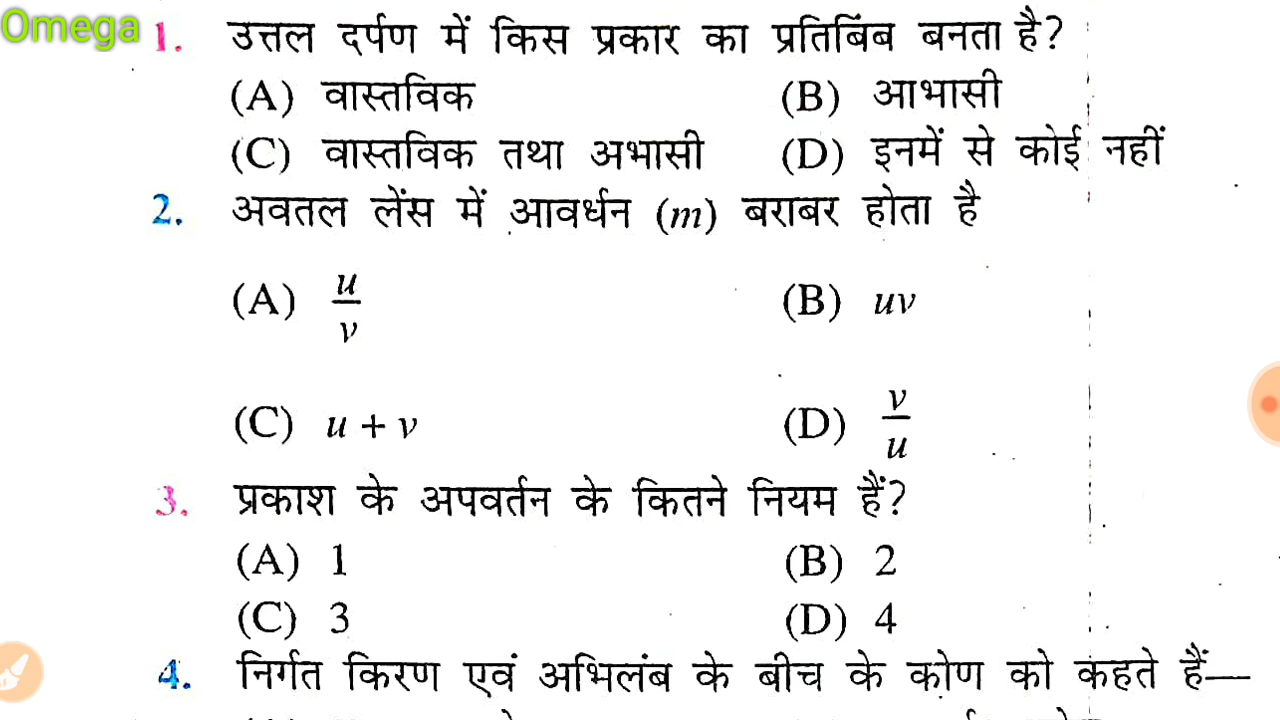 Omega
1. उत्तल दर्पण में किस प्रकार का प्रतिबिंब बनता है?
(A) वास्तविक (B) आभासी
(C) वास्तविक तथा अभासी (D) इनमें से कोई नहीं
2. अवतल लेंस में आवर्धन (m) बराबर होता है
(A) u/v (B) uv
(C) u + v (D) v/u
3. प्रकाश के अपवर्तन के कितने नियम हैं?
(A) 1 (B) 2
(C) 3 (D) 4
4. निर्गत किरण एवं अभिलंब के बीच के कोण को कहते हैं—